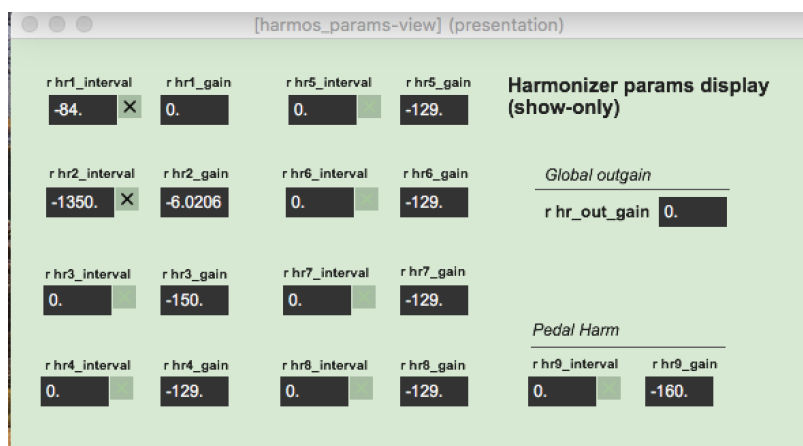 [harmos_params-view] (presentation)
r hr1_interval r hr1_gain r hr5_interval r hr5_gain
-84. 0. 0. -129.
Harmonizer params display
(show-only)
r hr2_interval r hr2_gain r hr6_interval r hr6_gain
-1350. -6.0206 0. -129.
Global outgain
r hr_out_gain 0.
r hr3_interval r hr3_gain r hr7_interval r hr7_gain
0. -150. 0. -129.
Pedal Harm
r hr4_interval r hr4_gain r hr8_interval r hr8_gain r hr9_interval r hr9_gain
0. -129. 0. -129. 0. -160.